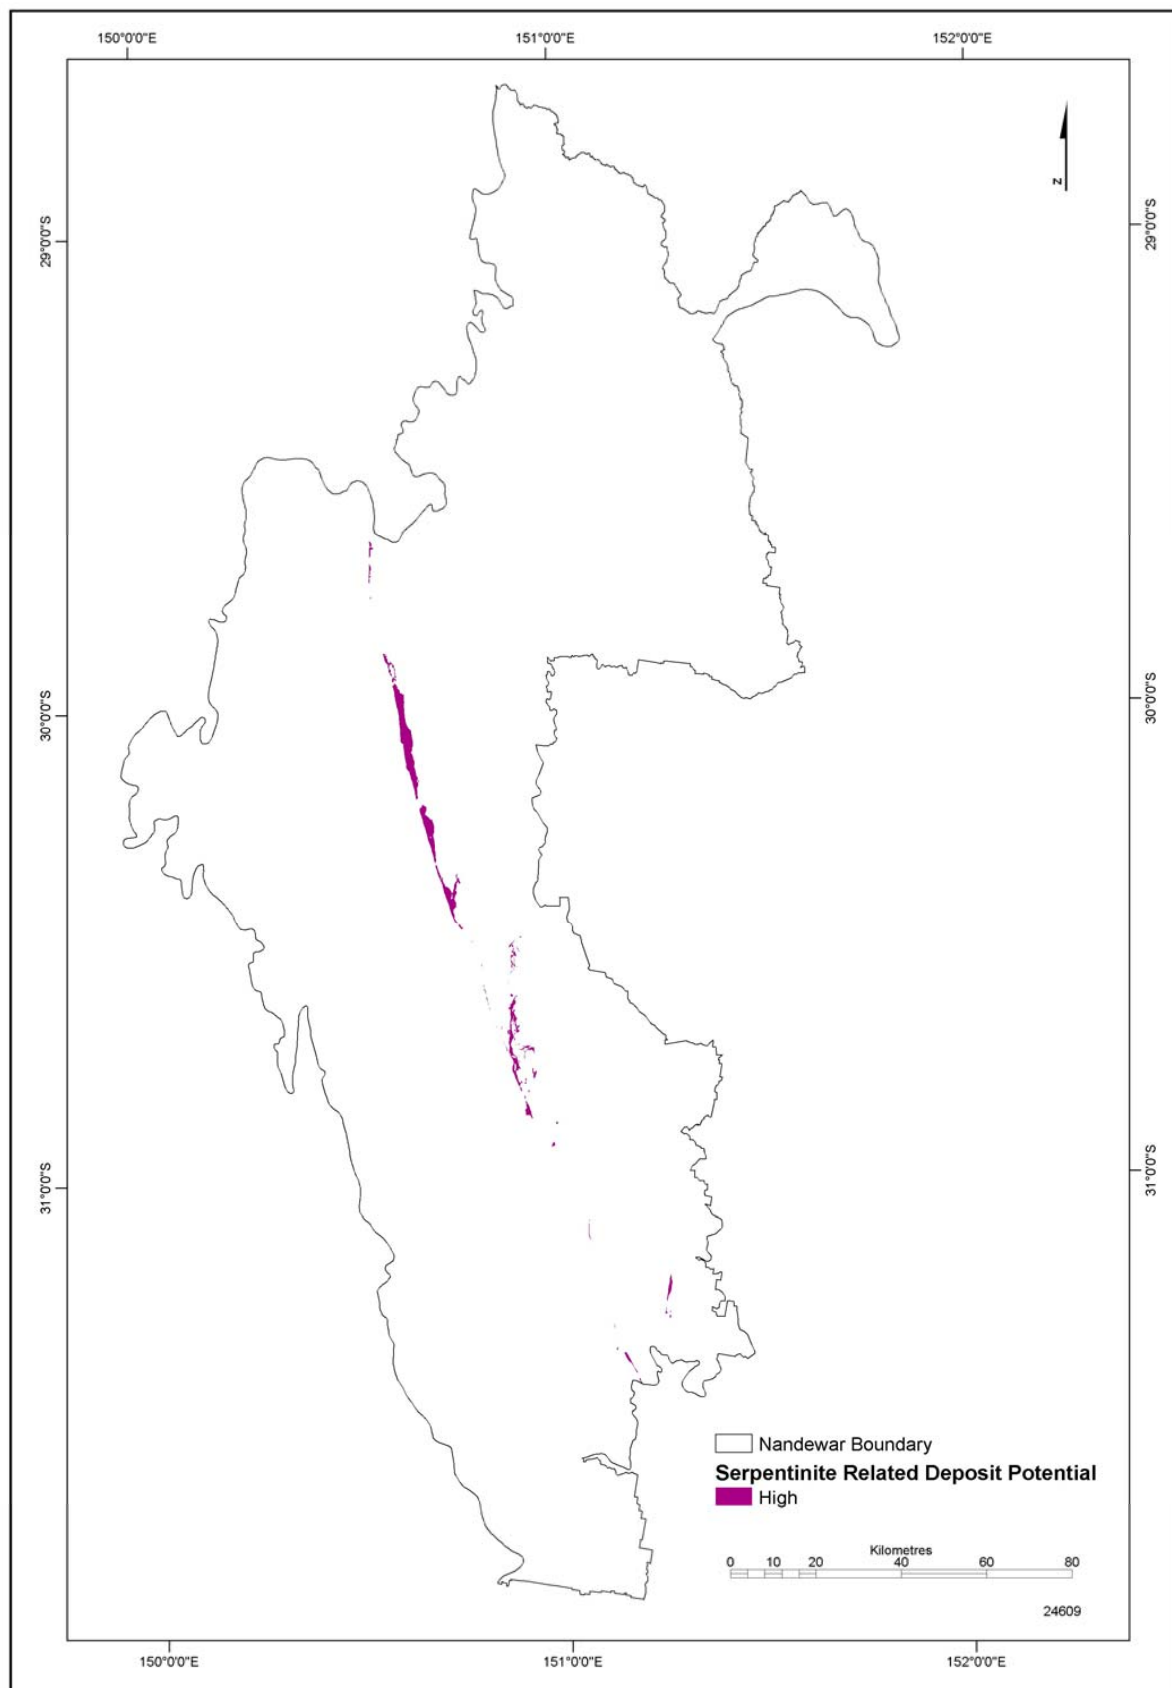 150°0'0"E 151°0'0"E 152°0'0"E
N
29°0'0"S 29°0'0"S
30°0'0"S 30°0'0"S
31°0'0"S 31°0'0"S
Nandewar Boundary
Serpentinite Related Deposit Potential
High
Kilometres
0 10 20 40 60 80
24609
150°0'0"E 151°0'0"E 152°0'0"E